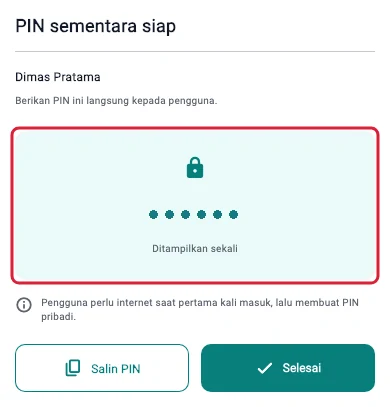 PIN sementara siap
Dimas Pratama
Berikan PIN ini langsung kepada pengguna.
Ditampilkan sekali
Pengguna perlu internet saat pertama kali masuk, lalu membuat PIN
pribadi.
Salin PIN
Selesai